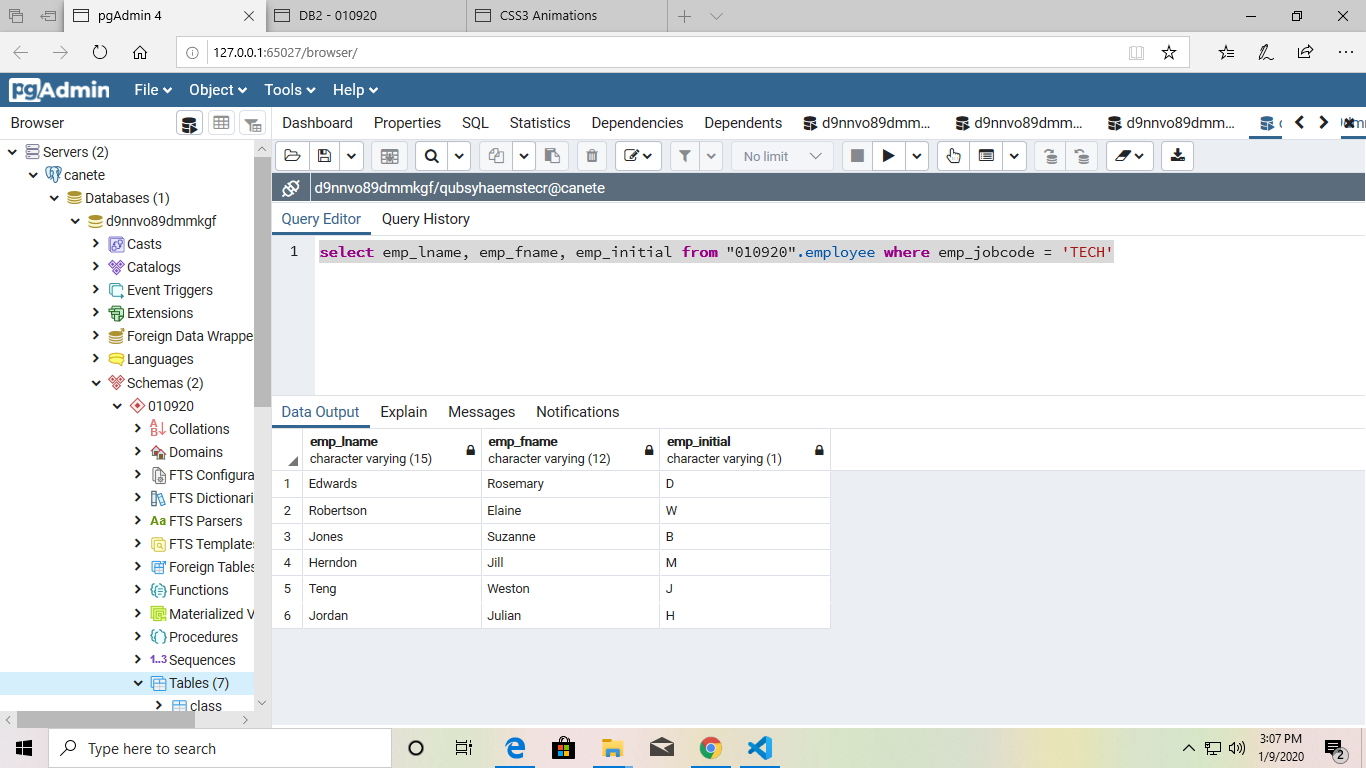 pgAdmin 4
DB2 - 010920
CSS3 Animations
127.0.0.1:65027/browser/
pgAdmin
File
Object
Tools
Help
Browser
Dashboard
Properties
SQL
Statistics
Dependencies
Dependents
d9nnvo89dmm...
d9nnvo89dmm...
d9nnvo89dmm...
Servers (2)
canete
Databases (1)
d9nnvo89dmmkgf
Casts
Catalogs
Event Triggers
Extensions
Foreign Data Wrappe
Languages
Schemas (2)
010920
Collations
Domains
FTS Configura
FTS Dictionari
Aa FTS Parsers
FTS Templates
Foreign Tables
Functions
Materialized V
Procedures
1..3 Sequences
Tables (7)
class
No limit
d9nnvo89dmmkgf/qubsyhaemstecr@canete
Query Editor
Query History
1 select emp_lname, emp_fname, emp_initial from "010920".employee where emp_jobcode = 'TECH'
Data Output
Explain
Messages
Notifications
emp_lname emp_fname emp_initial
character varying (15) character varying (12) character varying (1)
1 Edwards Rosemary D
2 Robertson Elaine W
3 Jones Suzanne B
4 Herndon Jill M
5 Teng Weston J
6 Jordan Julian H
Type here to search
3:07 PM
1/9/2020
2